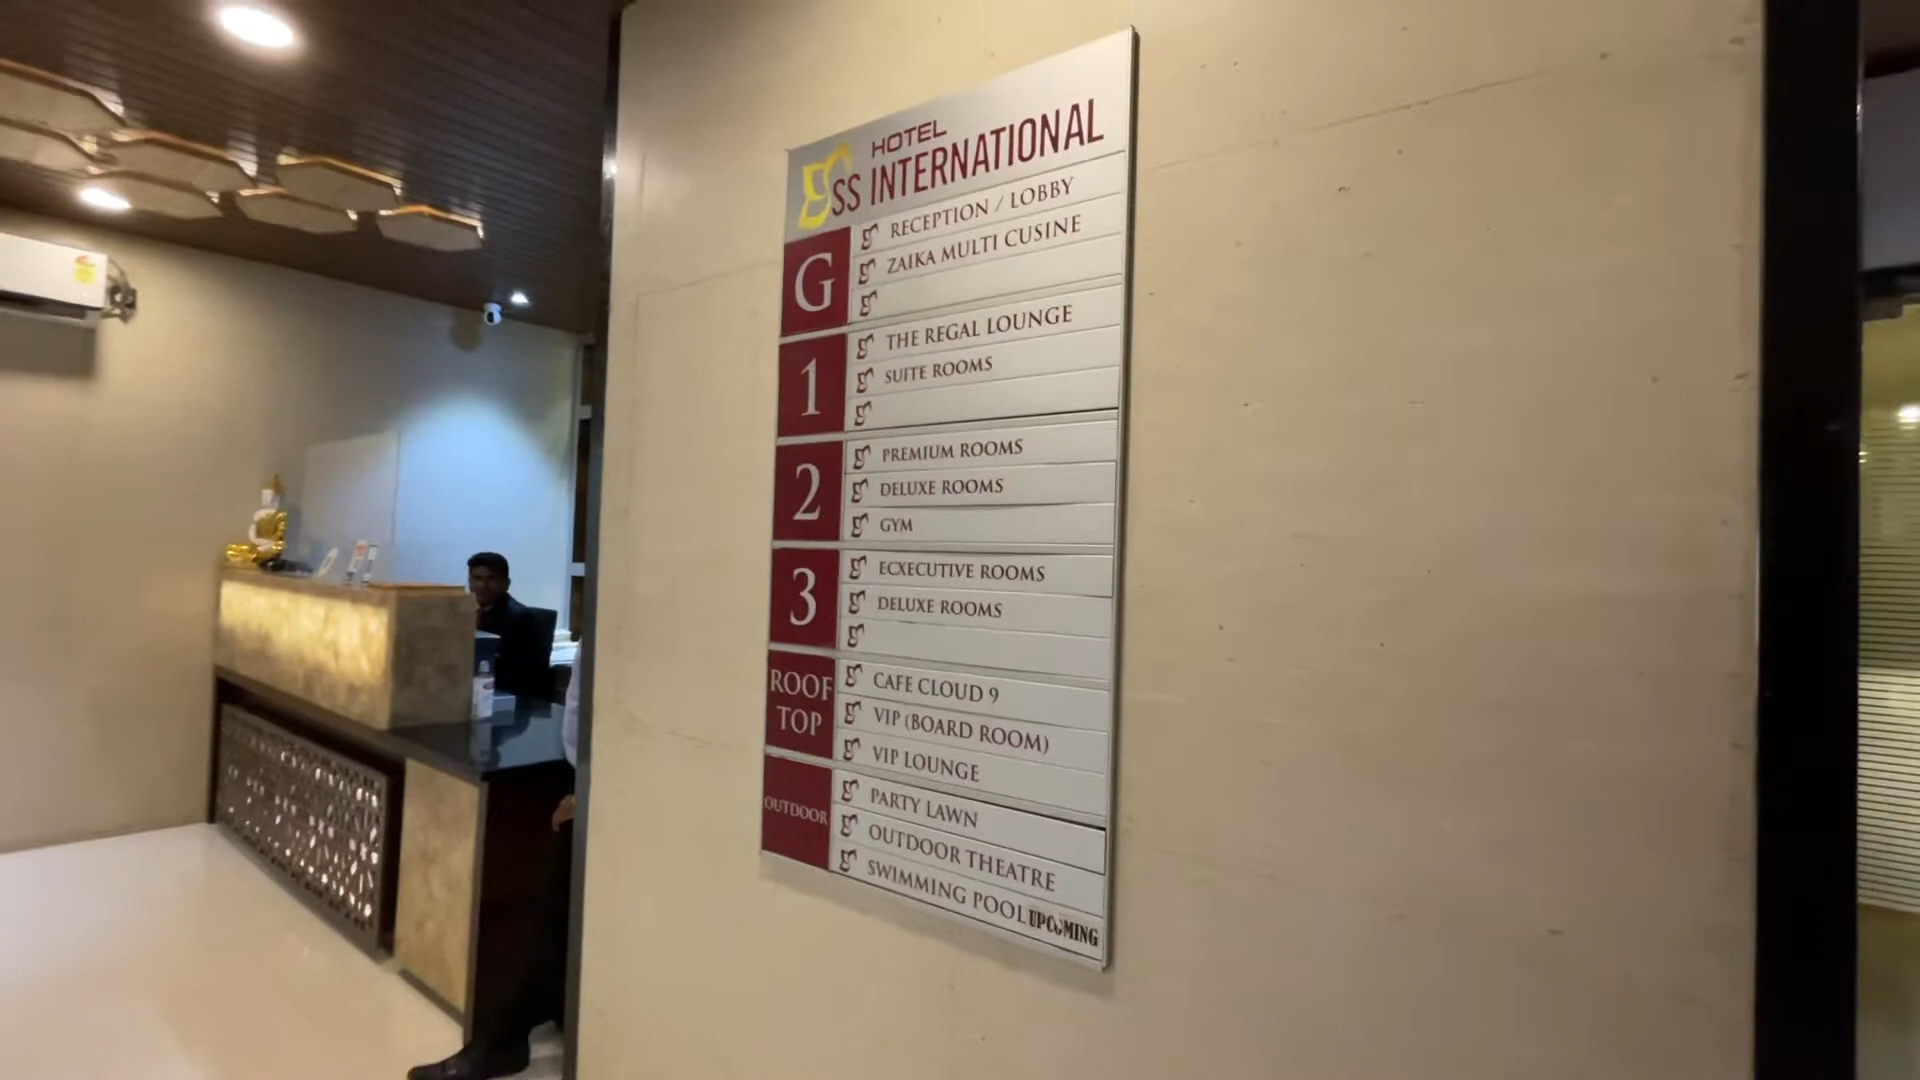 HOTEL
SS INTERNATIONAL
G
RECEPTION / LOBBY
ZAIKA MULTI CUSINE
1
THE REGAL LOUNGE
SUITE ROOMS
2
PREMIUM ROOMS
DELUXE ROOMS
GYM
3
ECXECUTIVE ROOMS
DELUXE ROOMS
ROOF
TOP
CAFE CLOUD 9
VIP (BOARD ROOM)
VIP LOUNGE
OUTDOOR
PARTY LAWN
OUTDOOR THEATRE
SWIMMING POOL UPCOMING